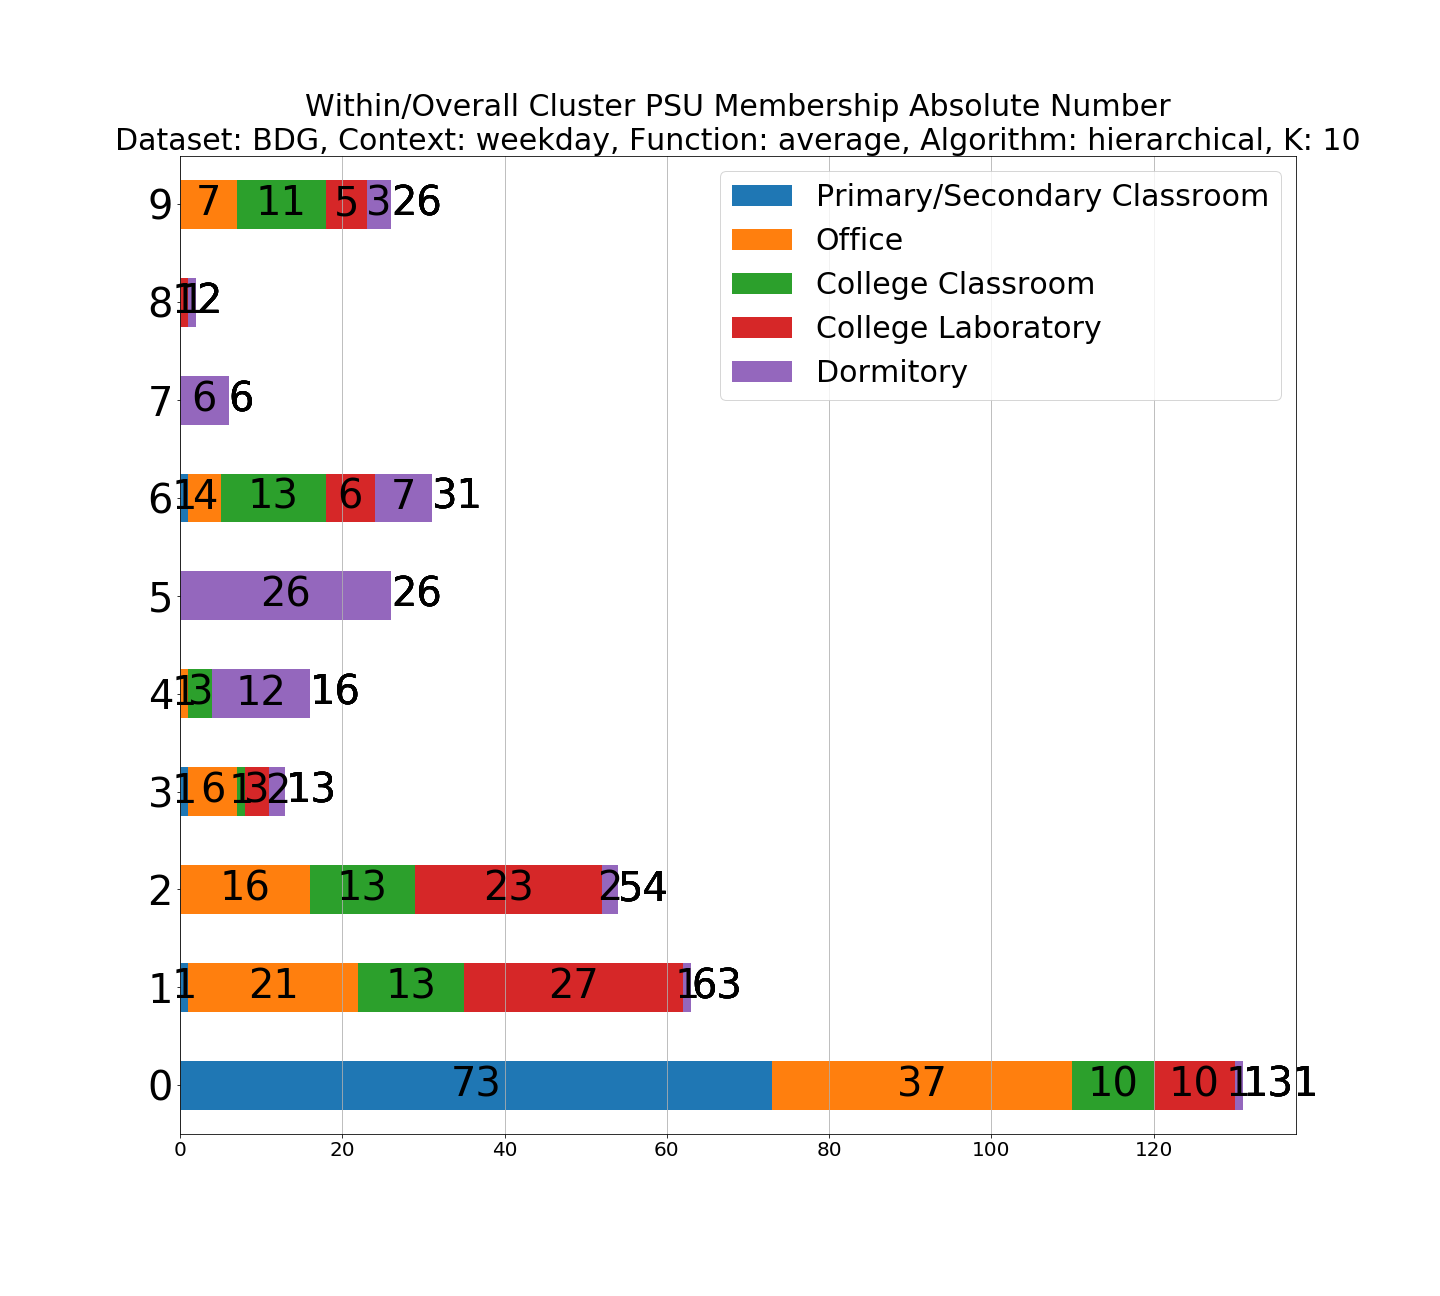 Within/Overall Cluster PSU Membership Absolute Number
Dataset: BDG, Context: weekday, Function: average, Algorithm: hierarchical, K: 10
Primary/Secondary Classroom
Office
College Classroom
College Laboratory
Dormitory
9 7 11 5 3 26
8 1 1 2
7 6 6
6 1 4 13 6 7 31
5 26 26
4 1 3 12 16
3 1 6 1 3 2 13
2 16 13 23 2 54
1 1 21 13 27 1 63
0 73 37 10 10 1 131
0 20 40 60 80 100 120